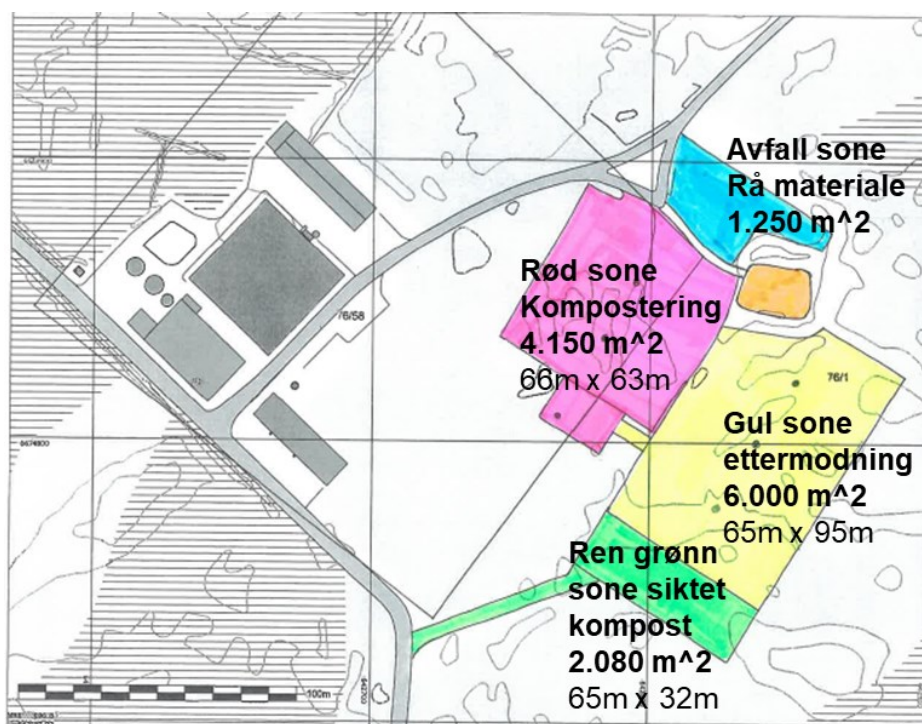 Avfall sone
Rå materiale
1.250 m^2
Rød sone
Kompostering
4.150 m^2
66m x 63m
76/58
76/1
Gul sone
ettermodning
6.000 m^2
65m x 95m
Ren grønn
sone siktet
kompost
2.080 m^2
65m x 32m
100m